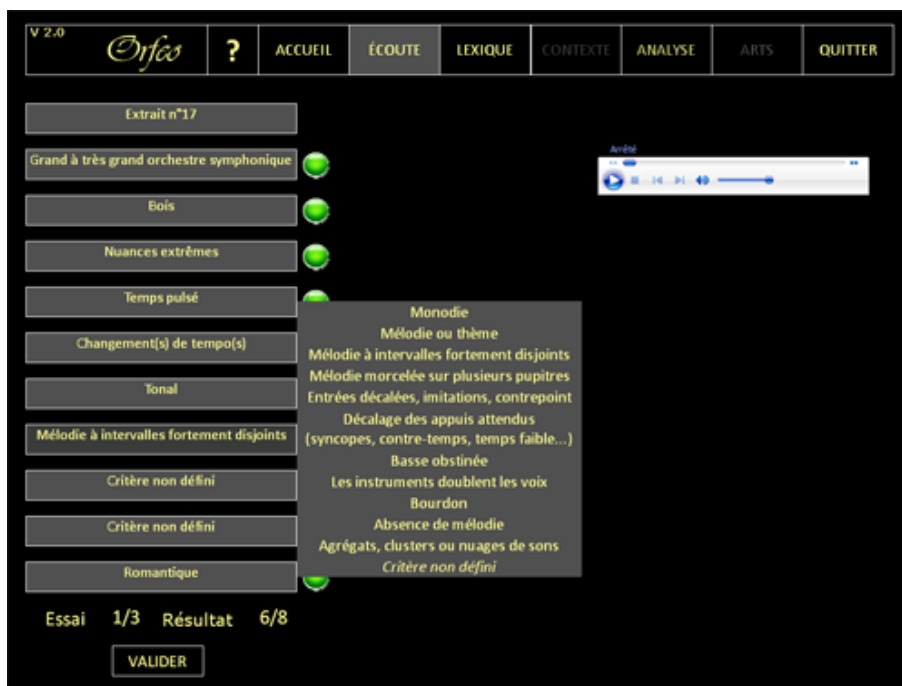 V 2.0
Orfeo
?
ACCUEIL
ÉCOUTE
LEXIQUE
CONTEXTE
ANALYSE
ARTS
QUITTER
Extrait n°17
Grand à très grand orchestre symphonique
Bois
Nuances extrêmes
Temps pulsé
Changement(s) de tempo(s)
Tonal
Mélodie à intervalles fortement disjoints
Critère non défini
Critère non défini
Romantique
Arrêté
Monodie
Mélodie ou thème
Mélodie à intervalles fortement disjoints
Mélodie morcelée sur plusieurs pupitres
Entrées décalées, imitations, contrepoint
Décalage des appuis attendus
(syncopes, contre-temps, temps faible...)
Basse obstinée
Les instruments doublent les voix
Bourdon
Absence de mélodie
Agrégats, clusters ou nuages de sons
Critère non défini
Essai 1/3 Résultat 6/8
VALIDER